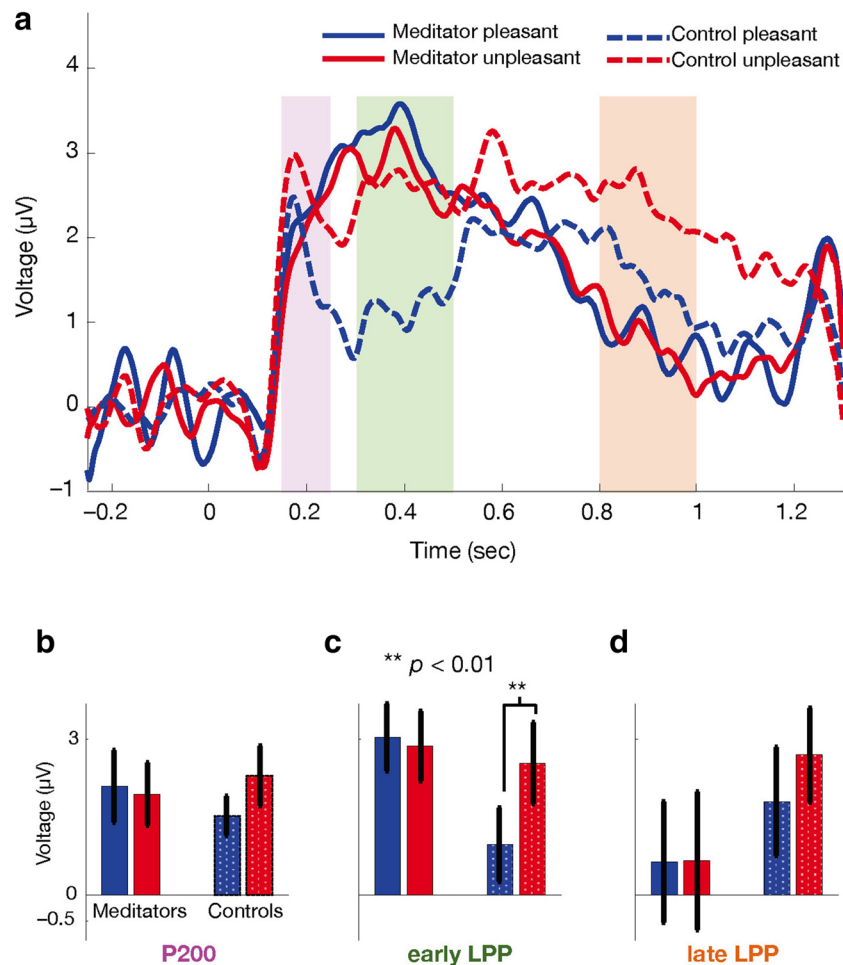 a
Meditator pleasant
Control pleasant
Meditator unpleasant
Control unpleasant
Voltage (µV)
4
3
2
1
0
–1
–0.2
0
0.2
0.4
0.6
0.8
1
1.2
Time (sec)
b
c
d
** p < 0.01
**
Voltage (µV)
3
0
–0.5
3
3
Meditators
Controls
P200
early LPP
late LPP